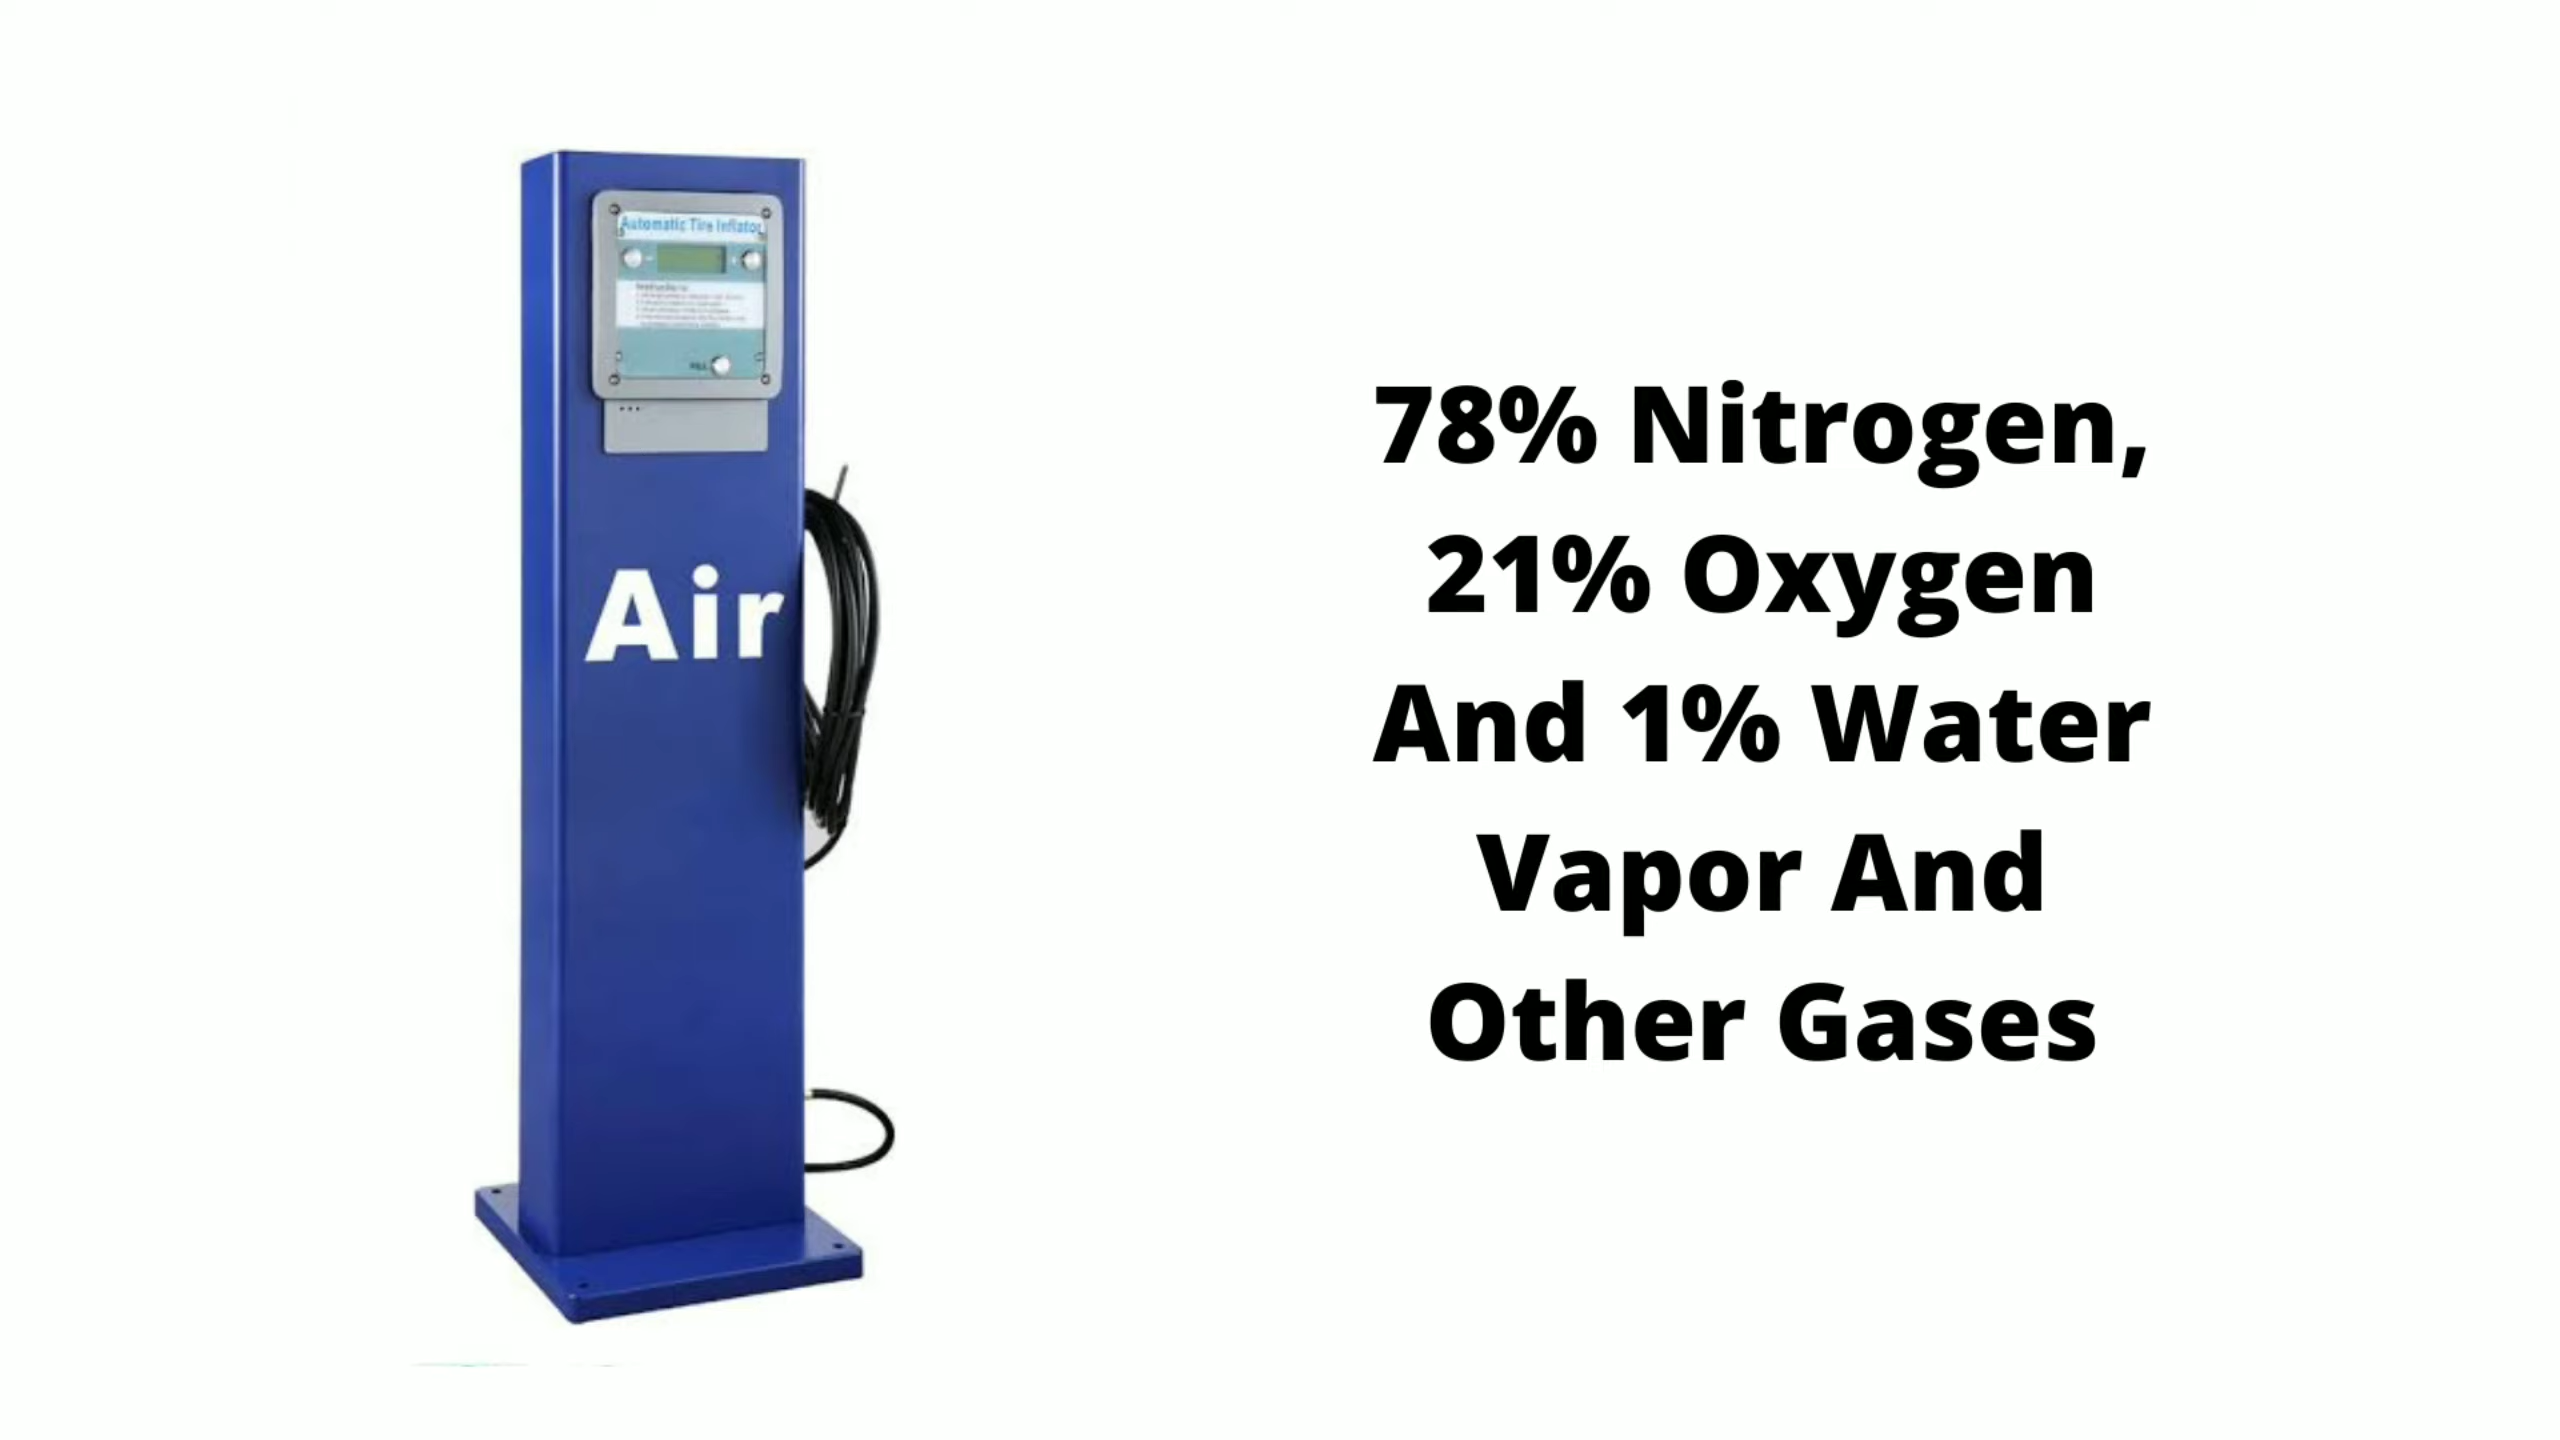 Automatic Tire Inflator
Air
78% Nitrogen,
21% Oxygen
And 1% Water
Vapor And
Other Gases